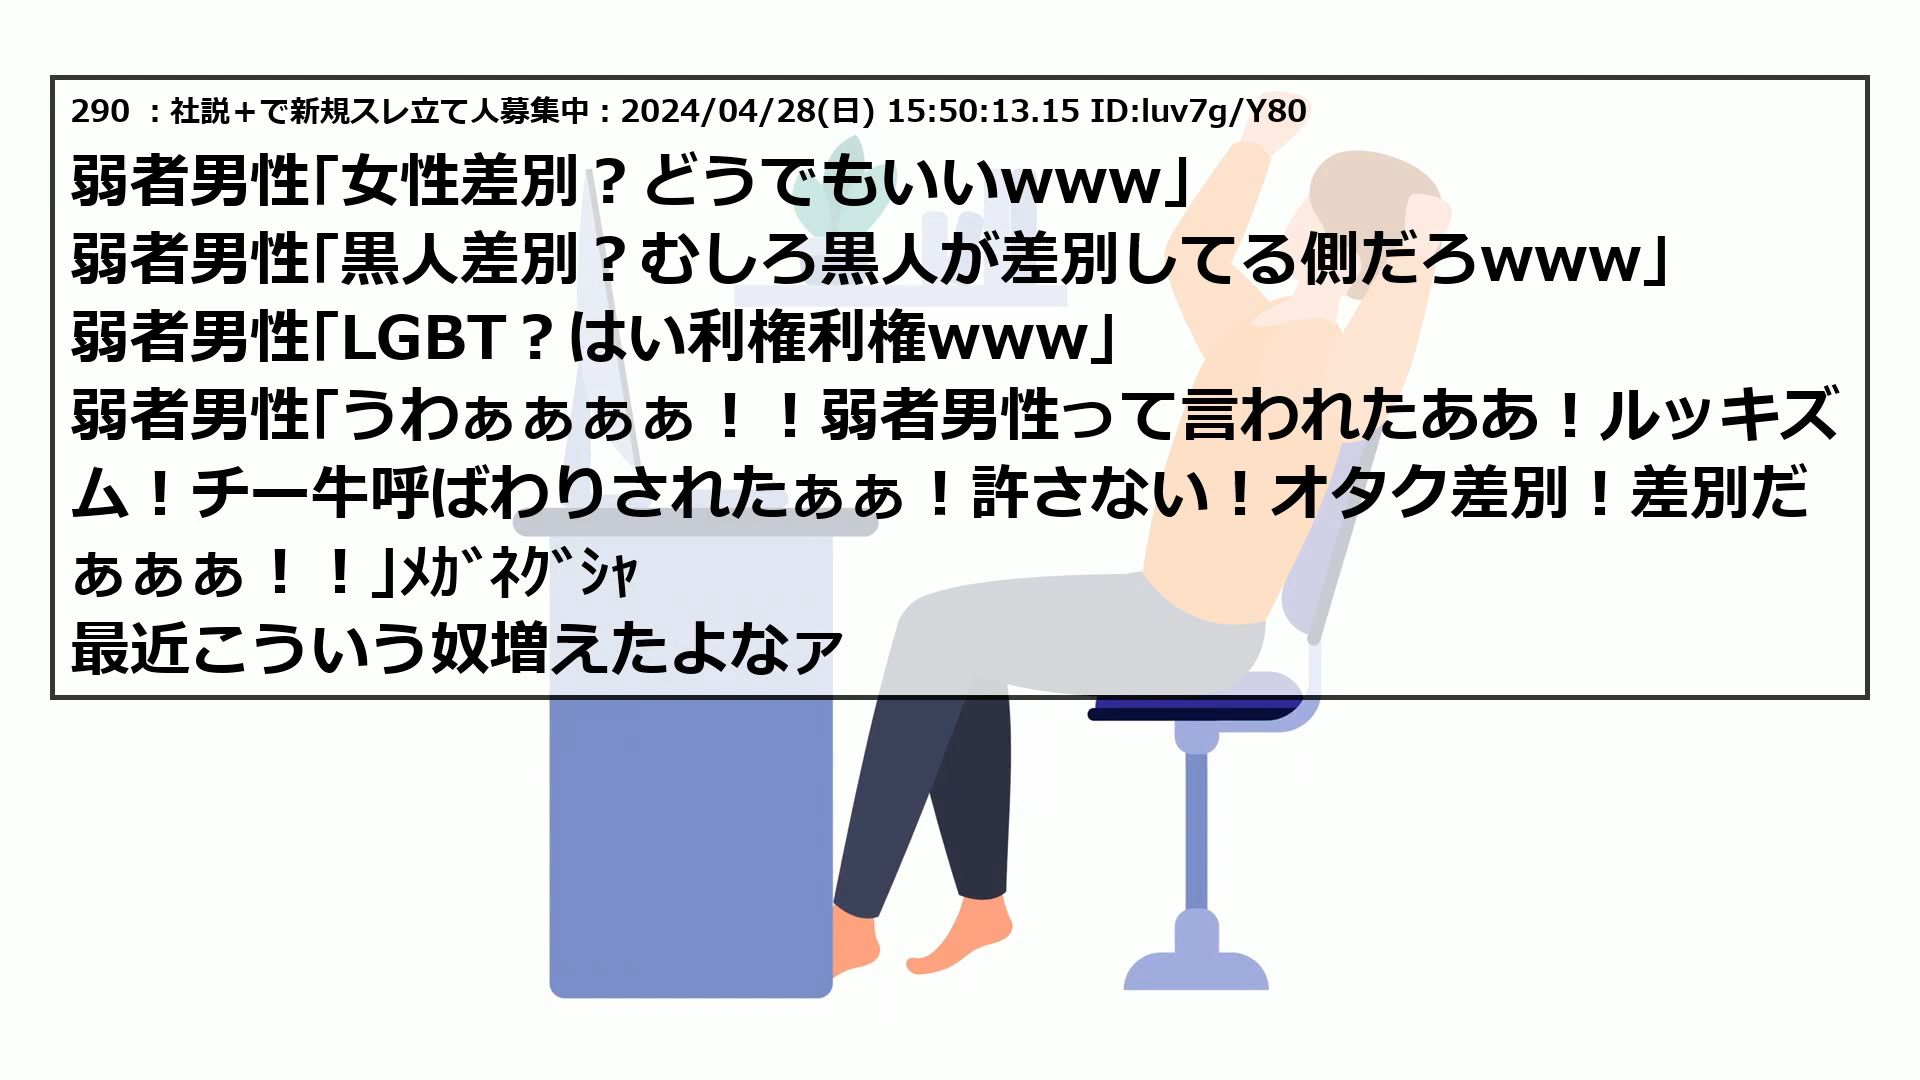 290 ：社説＋で新規スレ立て人募集中：2024/04/28(日) 15:50:13.15 ID:luv7g/Y80
弱者男性｢女性差別？どうでもいいwww｣
弱者男性｢黒人差別？むしろ黒人が差別してる側だろwww｣
弱者男性｢LGBT？はい利権利権www｣
弱者男性｢うわぁぁぁぁ！！弱者男性って言われたああ！ルッキズ
ム！チー牛呼ばわりされたぁぁ！許さない！オタク差別！差別だ
ぁぁぁ！！｣ﾒｶﾞﾈｸﾞｼｬ
最近こういう奴増えたよなァ